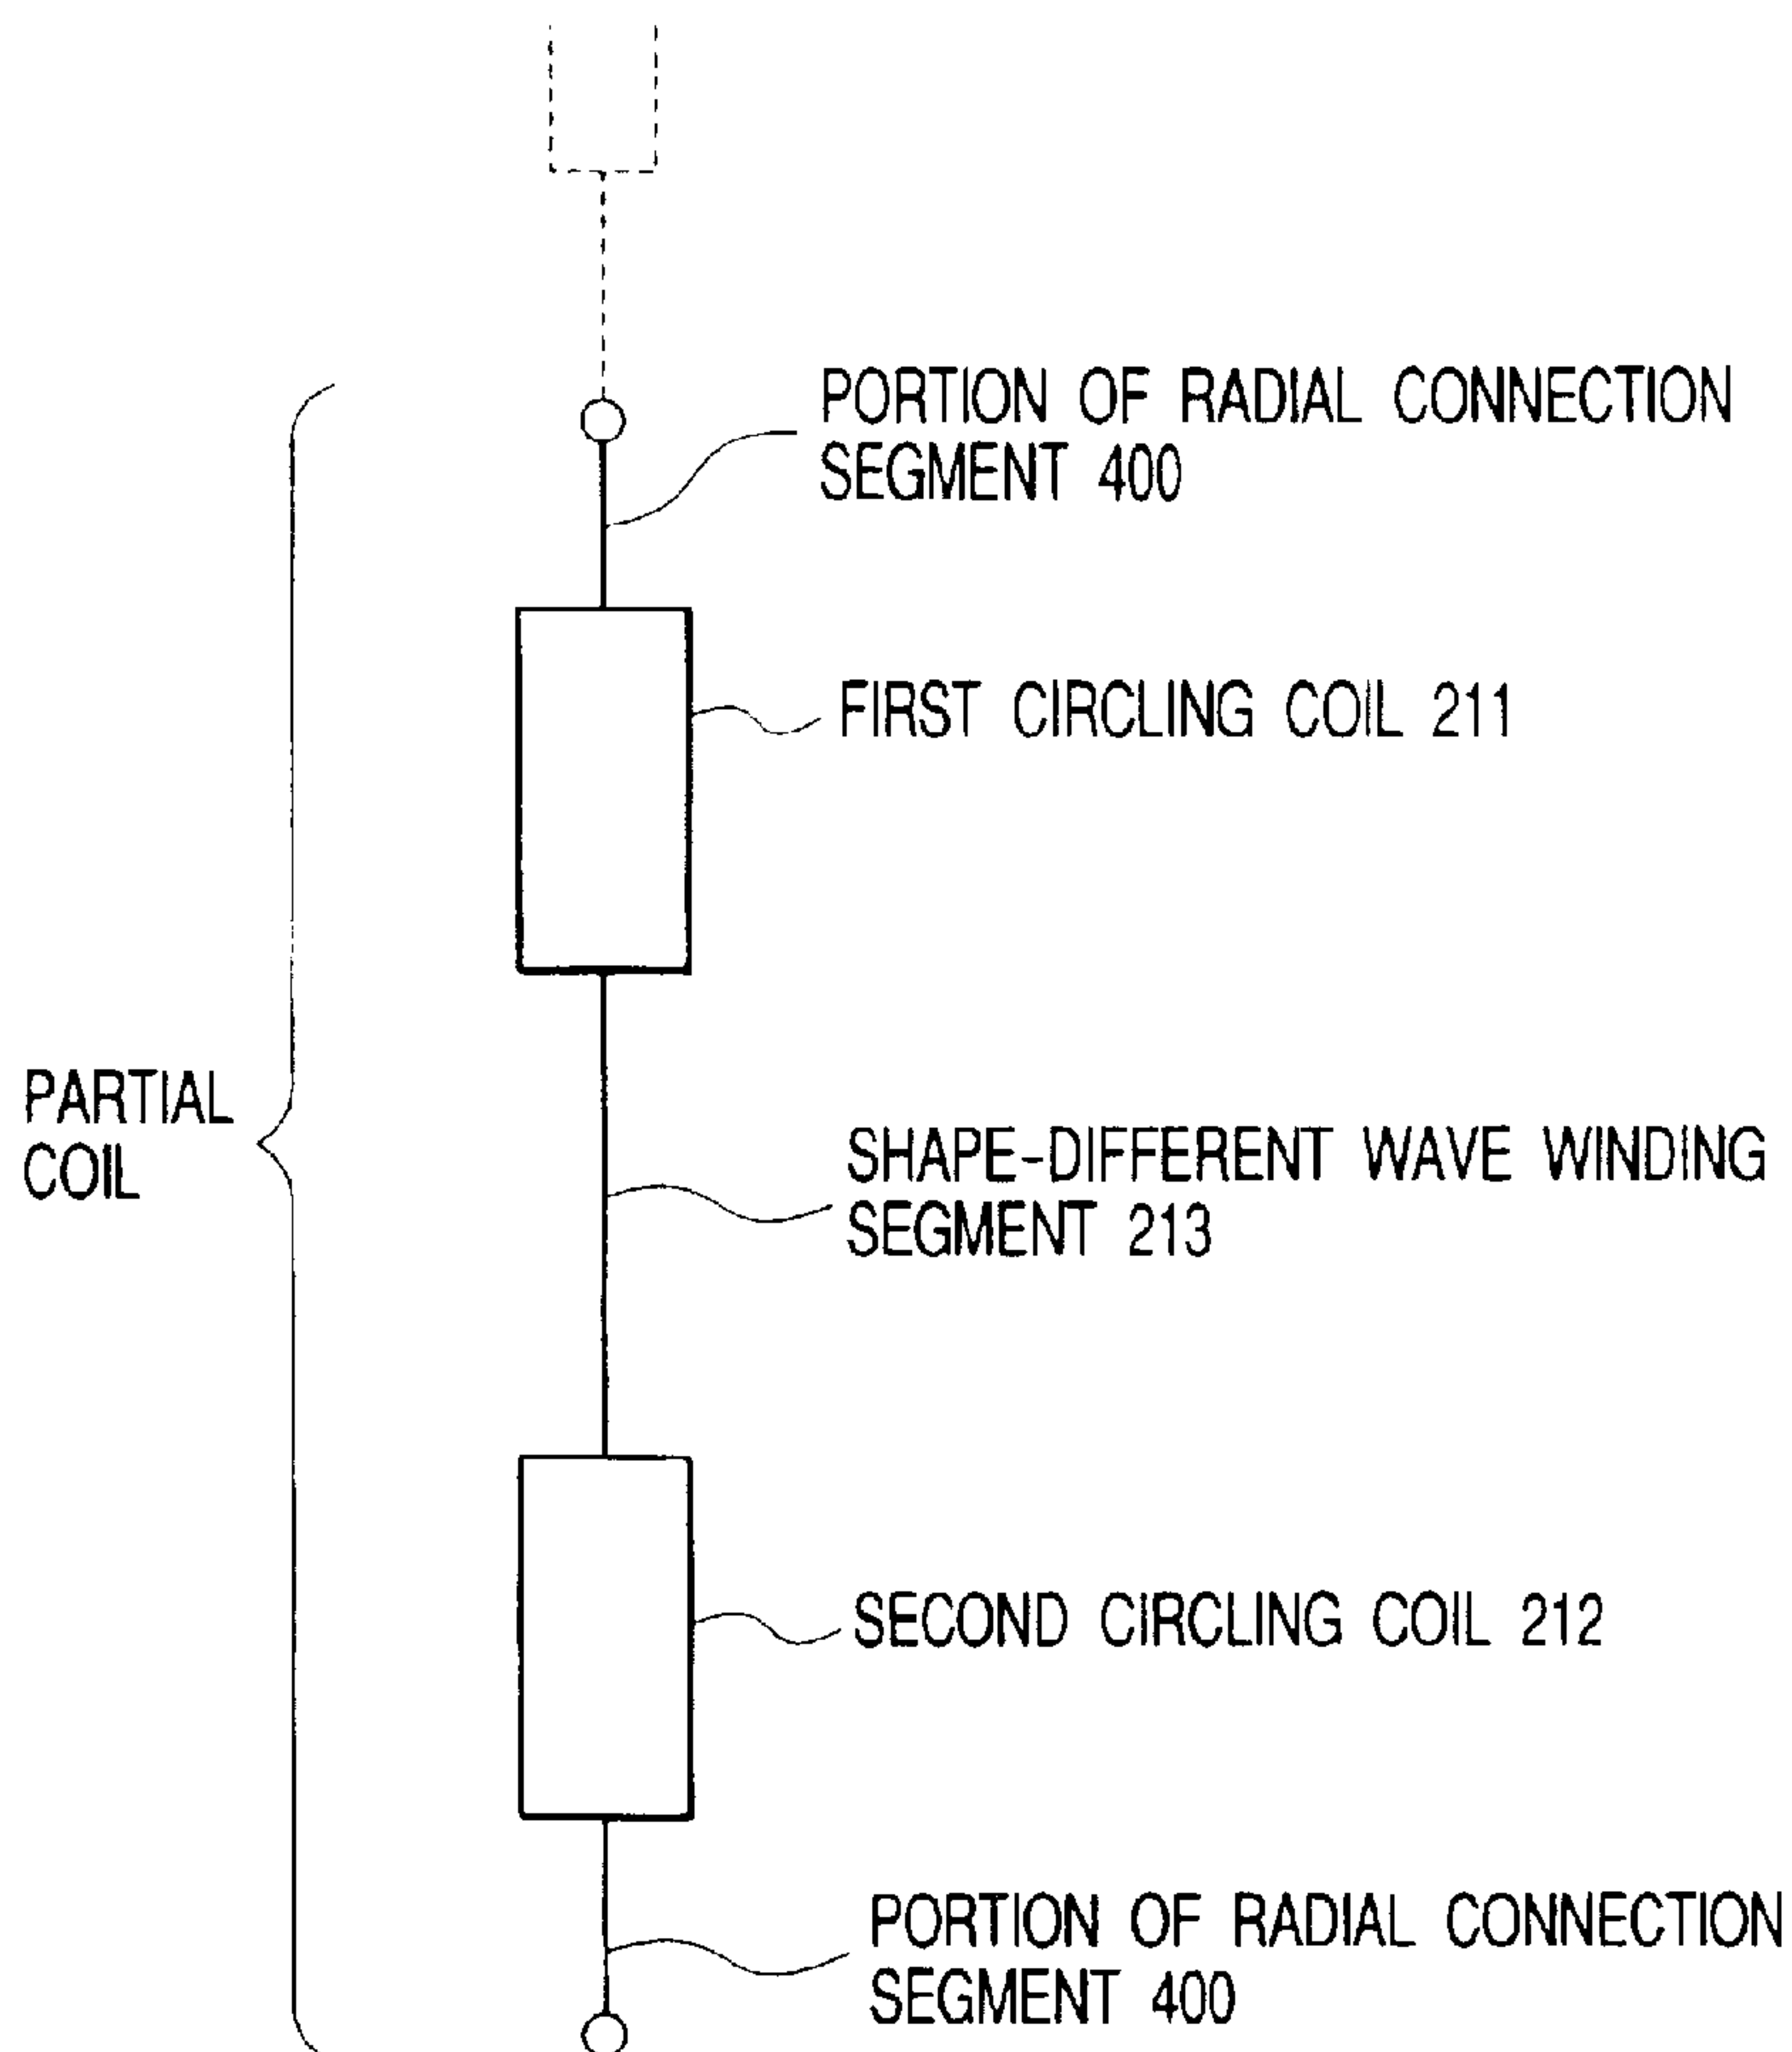 PORTION OF RADIAL CONNECTION
SEGMENT 400
FIRST CIRCLING COIL 211
PARTIAL
COIL
SHAPE-DIFFERENT WAVE WINDING
SEGMENT 213
SECOND CIRCLING COIL 212
PORTION OF RADIAL CONNECTION
SEGMENT 400